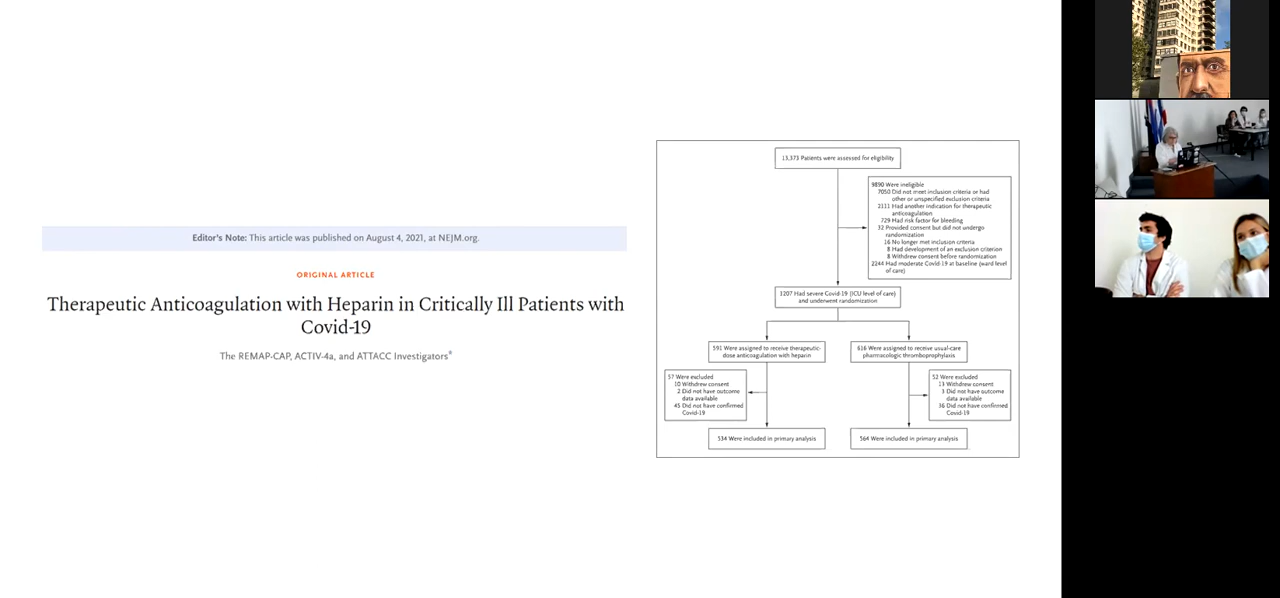 Editor's Note: This article was published on August 4, 2021, at NEJM.org.
ORIGINAL ARTICLE
Therapeutic Anticoagulation with Heparin in Critically Ill Patients with
Covid-19
The REMAP-CAP, ACTIV-4a, and ATTACC Investigators*
13,373 Patients were assessed for eligibility
9890 Were ineligible
7050 Did not meet inclusion criteria or had
other or unspecified exclusion criteria
2111 Had another indication for therapeutic
anticoagulation
729 Had risk factor for bleeding
32 Provided consent but did not undergo
randomization
16 No longer met inclusion criteria
8 Had development of an exclusion criterion
8 Withdrew consent before randomization
2244 Had moderate Covid-19 at baseline (ward level
of care)
1207 Had severe Covid-19 (ICU level of care)
and underwent randomization
591 Were assigned to receive therapeutic-
dose anticoagulation with heparin
616 Were assigned to receive usual-care
pharmacologic thromboprophylaxis
57 Were excluded
10 Withdrew consent
2 Did not have outcome
data available
45 Did not have confirmed
Covid-19
52 Were excluded
13 Withdrew consent
3 Did not have outcome
data available
36 Did not have confirmed
Covid-19
534 Were included in primary analysis
564 Were included in primary analysis